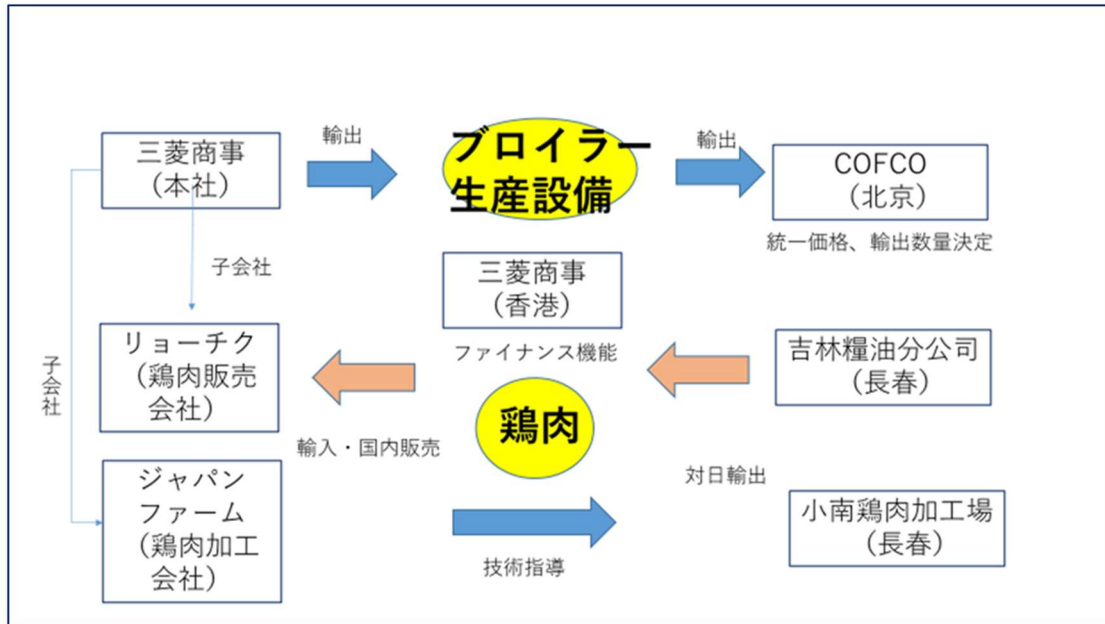 輸出
輸出
三菱商事
（本社）
ブロイラー
生産設備
COFCO
（北京）
統一価格、輸出数量決定
子会社
三菱商事
（香港）
ファイナンス機能
リョーチク
（鶏肉販売
会社）
吉林糧油分公司
（長春）
子会社
鶏肉
輸入・国内販売
対日輸出
ジャパン
ファーム
（鶏肉加工
会社）
小南鶏肉加工場
（長春）
技術指導